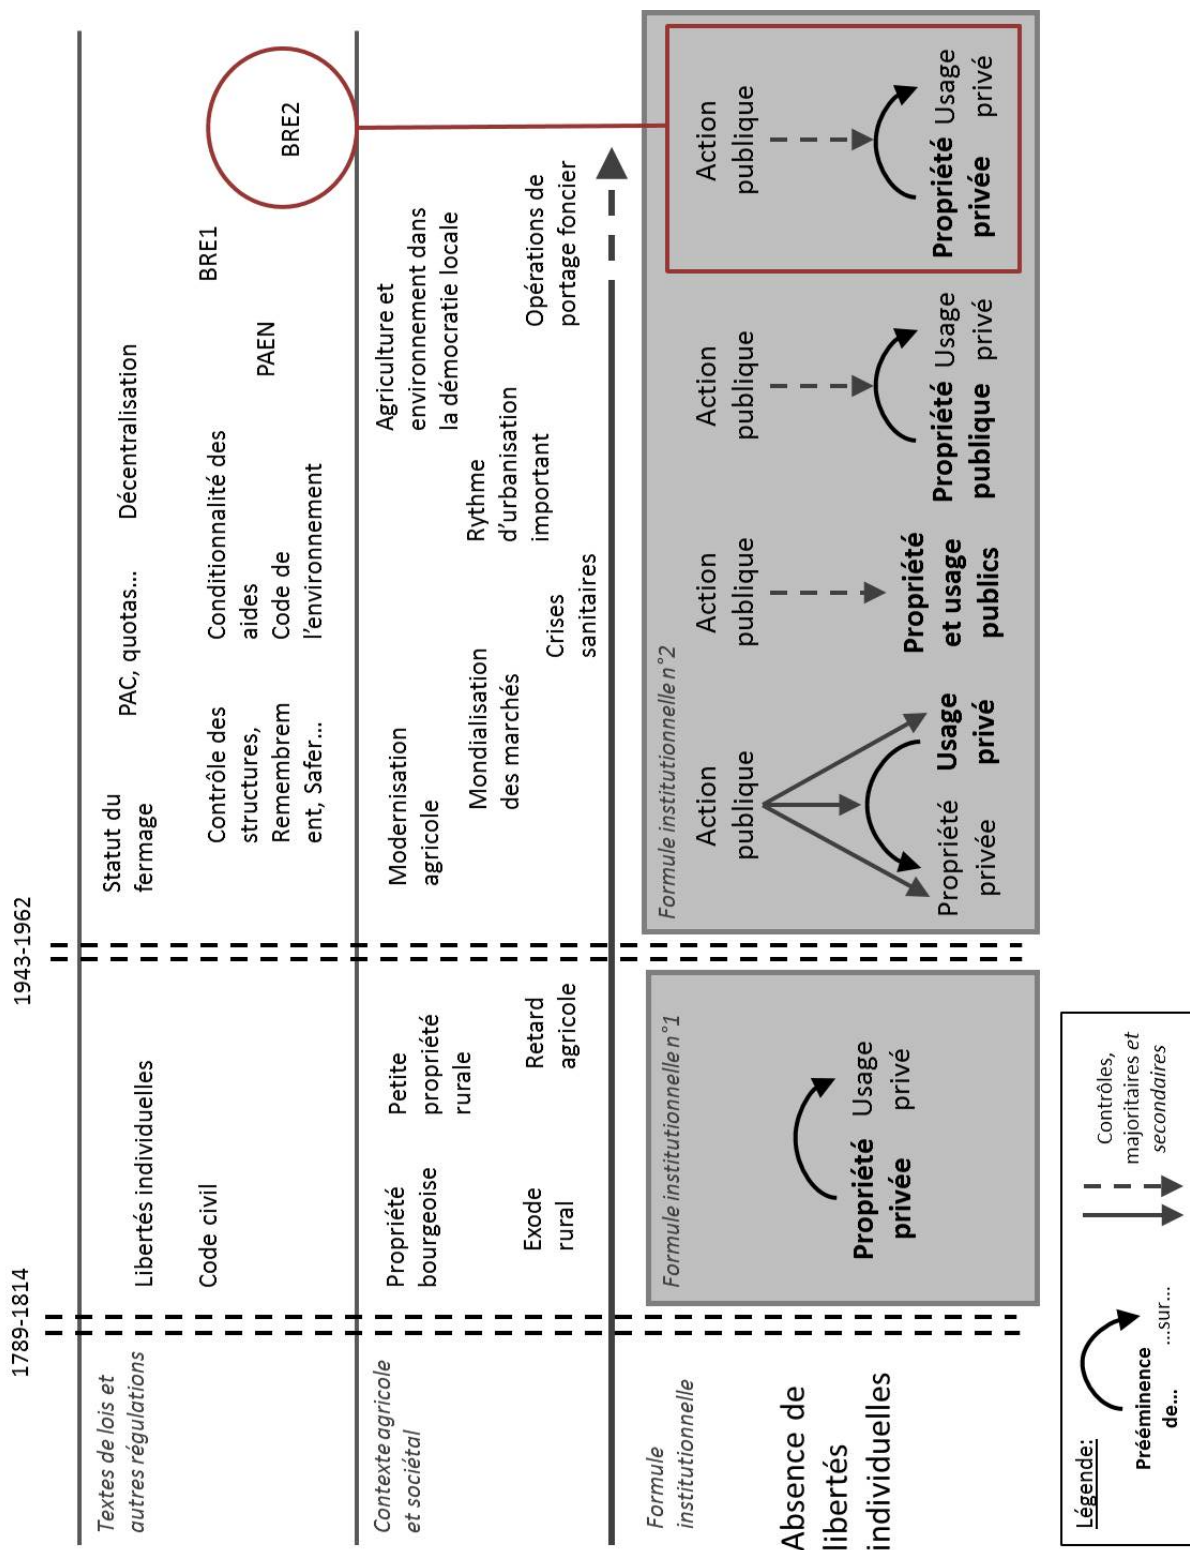 1789-1814
1943-1962
Textes de lois et
autres régulations
Libertés individuelles
Code civil
Statut du
fermage
PAC, quotas...
Décentralisation
Contrôle des
structures,
Remembrem
ent, Safer...
Conditionnalité des
aides
Code de
l'environnement
PAEN
BRE1
BRE2
Contexte agricole
et sociétal
Propriété
bourgeoise
Petite
propriété
rurale
Exode
rural
Retard
agricole
Modernisation
agricole
Mondialisation
des marchés
Crises
sanitaires
Rythme
d'urbanisation
important
Agriculture et
environnement dans
la démocratie locale
Opérations de
portage foncier
Formule
institutionnelle
Absence de
libertés
individuelles
Formule institutionnelle n°1
Propriété
privée
Usage
privé
Formule institutionnelle n°2
Action
publique
Propriété
privée
Usage
privé
Action
publique
Propriété
et usage
publics
Action
publique
Propriété
publique
Usage
privé
Action
publique
Propriété
privée
Usage
privé
Légende:
Prééminence
de...
...sur...
Contrôles,
majoritaires et
secondaires